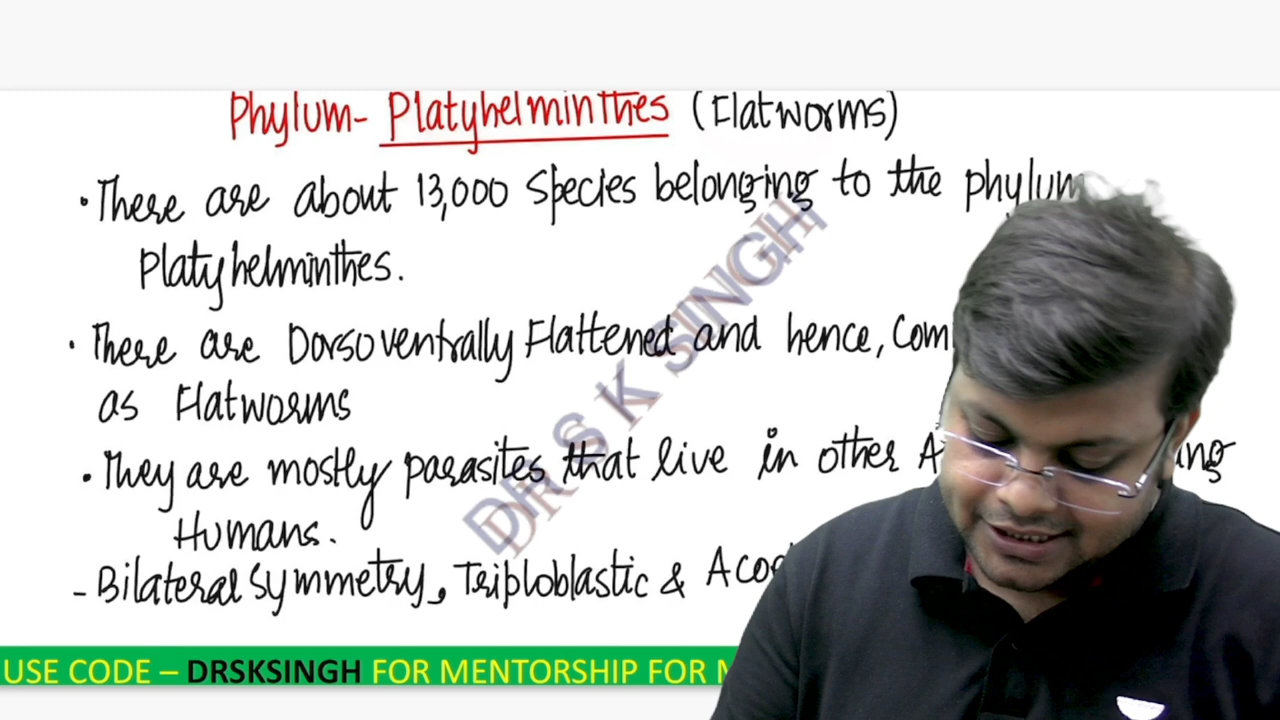 Phylum- Platyhelminthes (Flatworms)
• There are about 13,000 Species belonging to the phylum
Platyhelminthes.
• There are Dorsoventrally Flattened and hence,
as Flatworms
• They are mostly parasites that live in other
Humans.
- Bilateral Symmetry, Triploblastic &
DR S K SINGH
USE CODE – DRSKSINGH FOR MENTORSHIP FOR